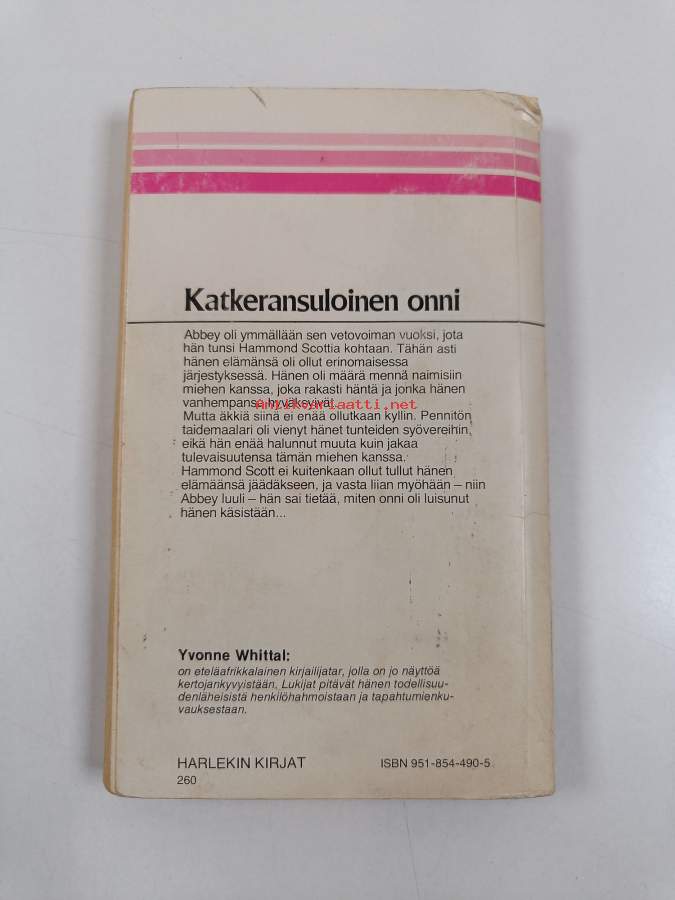 Katkeransuloinen onni
Abbey oli ymmällään sen vetovoiman vuoksi, jota
hän tunsi Hammond Scottia kohtaan. Tähän asti
hänen elämänsä oli ollut erinomaisessa
järjestyksessä. Hänen oli määrä mennä naimisiin
miehen kanssa, joka rakasti häntä ja jonka hänen
vanhempansa hyväksyivät.
Antikvariaatti.net
Mutta äkkiä siinä ei enää ollutkaan kyllin. Pennitön
taidemaalari oli vienyt hänet tunteiden syövereihin,
eikä hän enää halunnut muuta kuin jakaa
tulevaisuutensa tämän miehen kanssa.
Hammond Scott ei kuitenkaan ollut tullut hänen
elämäänsä jäädäkseen, ja vasta liian myöhään – niin
Abbey luuli – hän sai tietää, miten onni oli luisunut
hänen käsistään...
Yvonne Whittal:
on eteläafrikkalainen kirjailijatar, jolla on jo näyttöä
kertojankyvyistään. Lukijat pitävät hänen todellisuu-
denläheisistä henkilöhahmoistaan ja tapahtumienku-
vauksestaan.
HARLEKIN KIRJAT
260
ISBN 951-854-490-5